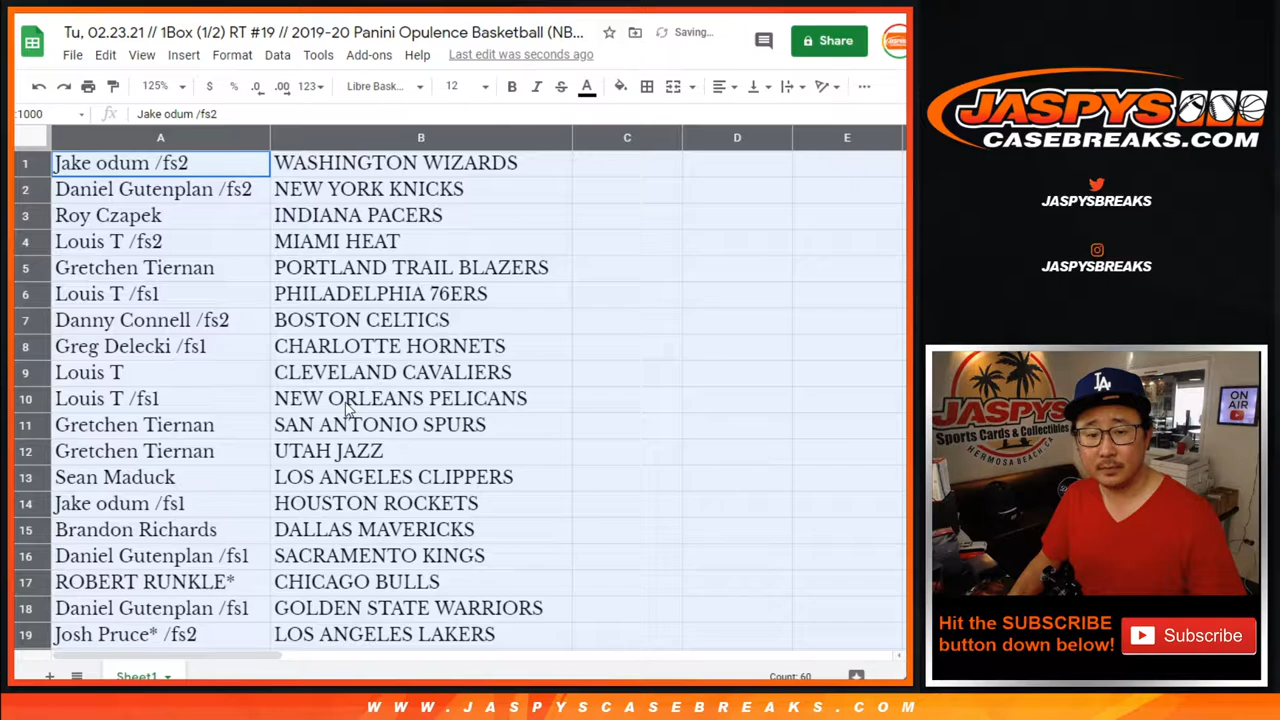 Tu, 02.23.21 // 1Box (1/2) RT #19 // 2019-20 Panini Opulence Basketball (NB...
Saving...
Share
File Edit View Insert Format Data Tools Add-ons Help Last edit was seconds ago
125% $ % .0 .00 123 Libre Bask... 12 B I S A
:1000 fx Jake odum /fs2
A B C D E
1 Jake odum /fs2 WASHINGTON WIZARDS
2 Daniel Gutenplan /fs2 NEW YORK KNICKS
3 Roy Czapek INDIANA PACERS
4 Louis T /fs2 MIAMI HEAT
5 Gretchen Tiernan PORTLAND TRAIL BLAZERS
6 Louis T /fs1 PHILADELPHIA 76ERS
7 Danny Connell /fs2 BOSTON CELTICS
8 Greg Delecki /fs1 CHARLOTTE HORNETS
9 Louis T CLEVELAND CAVALIERS
10 Louis T /fs1 NEW ORLEANS PELICANS
11 Gretchen Tiernan SAN ANTONIO SPURS
12 Gretchen Tiernan UTAH JAZZ
13 Sean Maduck LOS ANGELES CLIPPERS
14 Jake odum /fs1 HOUSTON ROCKETS
15 Brandon Richards DALLAS MAVERICKS
16 Daniel Gutenplan /fs1 SACRAMENTO KINGS
17 ROBERT RUNKLE* CHICAGO BULLS
18 Daniel Gutenplan /fs1 GOLDEN STATE WARRIORS
19 Josh Pruce* /fs2 LOS ANGELES LAKERS
Sheet1
Count: 60
JASPYS
CASEBREAKS.COM
JASPYSBREAKS
JASPYSBREAKS
JASPYS
Sports Cards & Collectibles
HERMOSA BEACH, CA
LA
ON
AIR
Hit the SUBSCRIBE
button down below!
Subscribe
WWW.JASPYSCASEBREAKS.COM